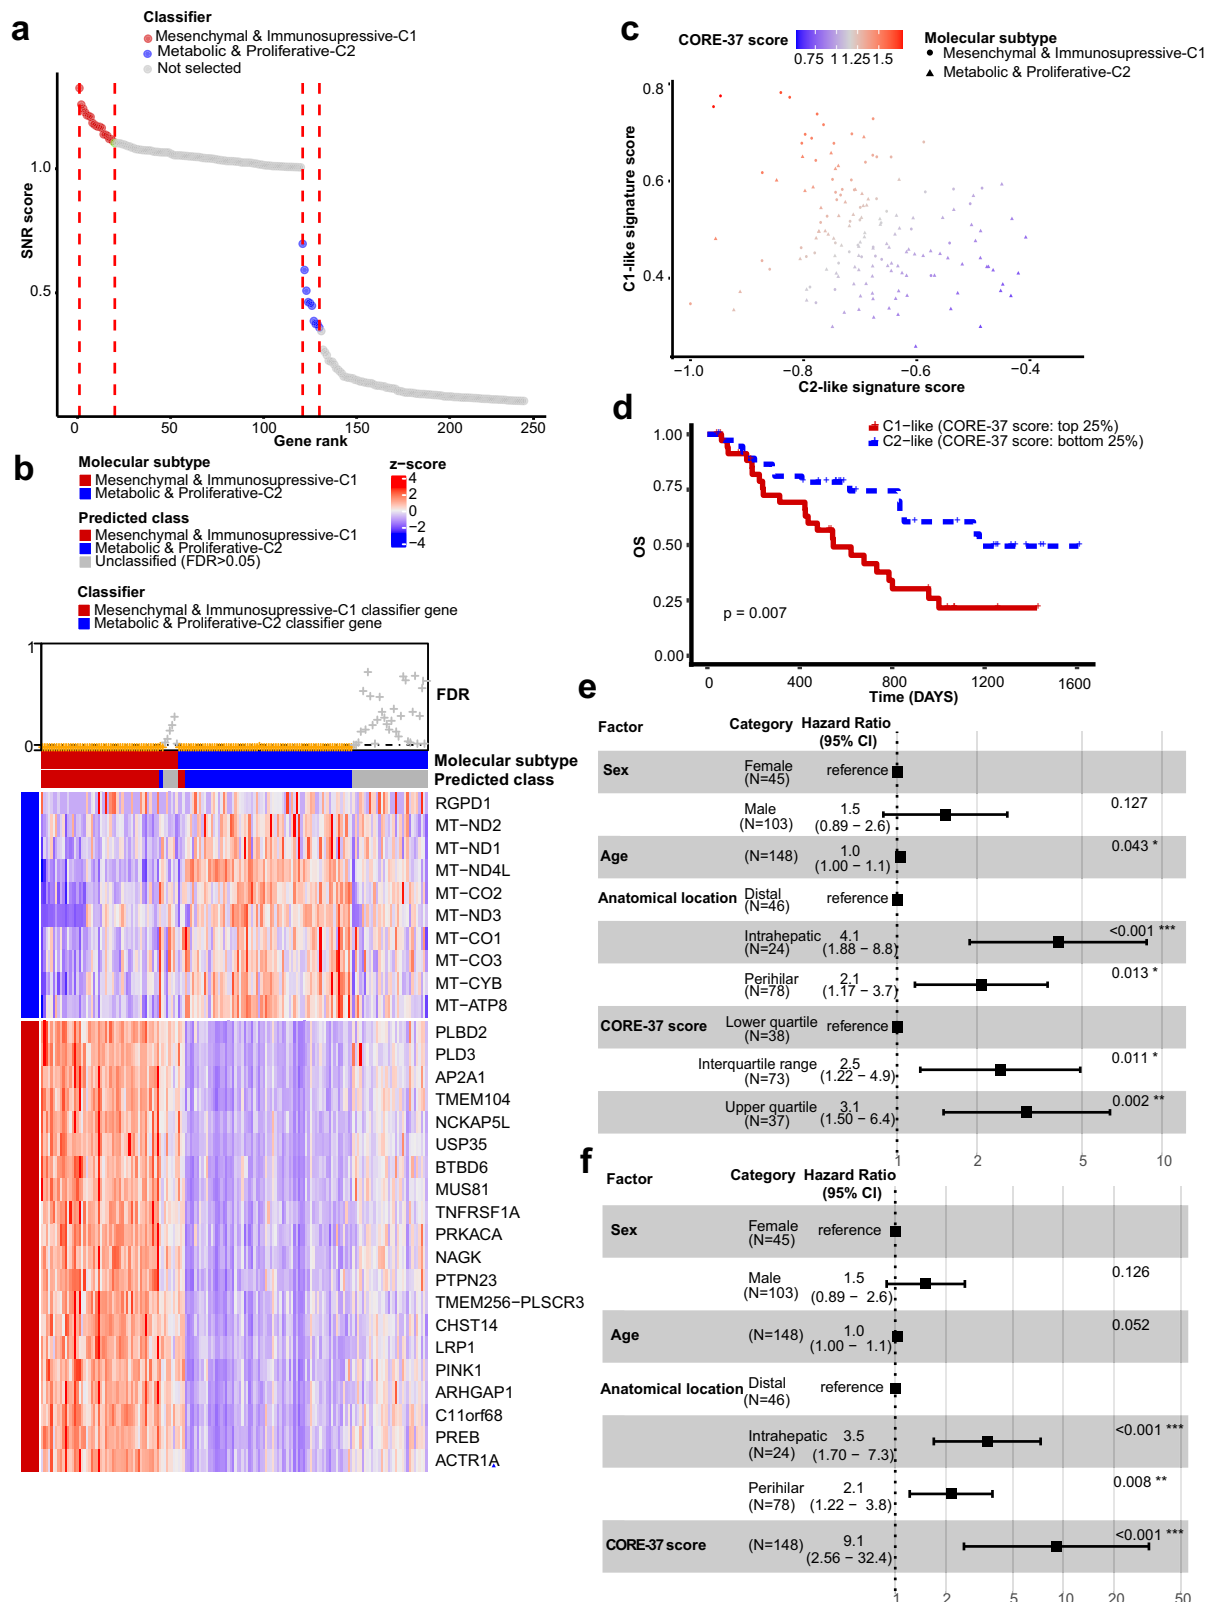 a
Classifier
Mesenchymal & Immunosupressive-C1
Metabolic & Proliferative-C2
Not selected
SNR score
1.0
0.5
0
50
100
150
200
250
Gene rank
b
Molecular subtype
Mesenchymal & Immunosupressive-C1
Metabolic & Proliferative-C2
Predicted class
Mesenchymal & Immunosupressive-C1
Metabolic & Proliferative-C2
Unclassified (FDR>0.05)
Classifier
Mesenchymal & Immunosupressive-C1 classifier gene
Metabolic & Proliferative-C2 classifier gene
z−score
4
2
0
−2
−4
1
0
FDR
Molecular subtype
Predicted class
RGPD1
MT−ND2
MT−ND1
MT−ND4L
MT−CO2
MT−ND3
MT−CO1
MT−CO3
MT−CYB
MT−ATP8
PLBD2
PLD3
AP2A1
TMEM104
NCKAP5L
USP35
BTBD6
MUS81
TNFRSF1A
PRKACA
NAGK
PTPN23
TMEM256−PLSCR3
CHST14
LRP1
PINK1
ARHGAP1
C11orf68
PREB
ACTR1A
c
CORE-37 score
0.75 1 1.25 1.5
Molecular subtype
Mesenchymal & Immunosupressive-C1
Metabolic & Proliferative-C2
C1-like signature score
0.8
0.6
0.4
−1.0
−0.8
−0.6
−0.4
C2-like signature score
d
C1−like (CORE-37 score: top 25%)
C2−like (CORE-37 score: bottom 25%)
OS
1.00
0.75
0.50
0.25
0.00
p = 0.007
0
400
800
1200
1600
Time (DAYS)
e
Factor Category Hazard Ratio
(95% CI)
Sex Female reference
(N=45)
Male 1.5 0.127
(N=103) (0.89 − 2.6)
Age (N=148) 1.0 0.043 *
(1.00 − 1.1)
Anatomical location Distal reference
(N=46)
Intrahepatic 4.1 <0.001 ***
(N=24) (1.88 − 8.8)
Perihilar 2.1 0.013 *
(N=78) (1.17 − 3.7)
CORE-37 score Lower quartile reference
(N=38)
Interquartile range 2.5 0.011 *
(N=73) (1.22 − 4.9)
Upper quartile 3.1 0.002 **
(N=37) (1.50 − 6.4)
1 2 5 10
f
Factor Category Hazard Ratio
(95% CI)
Sex Female reference
(N=45)
Male 1.5 0.126
(N=103) (0.89 − 2.6)
Age (N=148) 1.0 0.052
(1.00 − 1.1)
Anatomical location Distal reference
(N=46)
Intrahepatic 3.5 <0.001 ***
(N=24) (1.70 − 7.3)
Perihilar 2.1 0.008 **
(N=78) (1.22 − 3.8)
CORE-37 score (N=148) 9.1 <0.001 ***
(2.56 − 32.4)
1 2 5 10 20 50